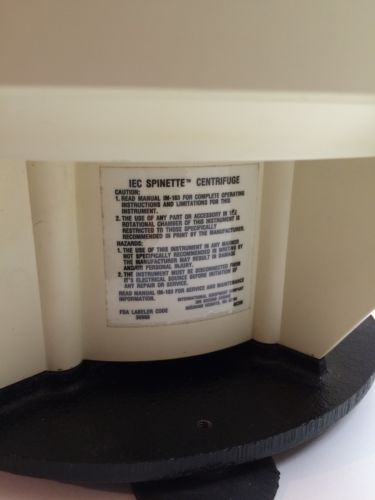 IEC SPINETTE™ CENTRIFUGE
CAUTION:
1. READ MANUAL IM-183 FOR COMPLETE OPERATING
INSTRUCTIONS AND LIMITATIONS FOR THIS
INSTRUMENT.
2. THE USE OF ANY PART OR ACCESSORY IN THE
ROTATIONAL CHAMBER OF THIS INSTRUMENT IS
RESTRICTED TO THOSE SPECIFICALLY
RECOMMENDED IN PRINT BY THE MANUFACTURER.
HAZARDS:
1. THE USE OF THIS INSTRUMENT IN ANY MANNER
NOT SPECIFICALLY RECOMMENDED IN WRITING BY
THE MANUFACTURER MAY RESULT IN DAMAGE
AND/OR PERSONAL INJURY.
2. THE INSTRUMENT MUST BE DISCONNECTED FROM
IT'S ELECTRICAL SOURCE BEFORE INITIATION OF
ANY REPAIR OR SERVICE.
READ MANUAL IM-183 FOR SERVICE AND MAINTENANCE
INFORMATION.
INTERNATIONAL EQUIPMENT COMPANY
FDA LABELER CODE